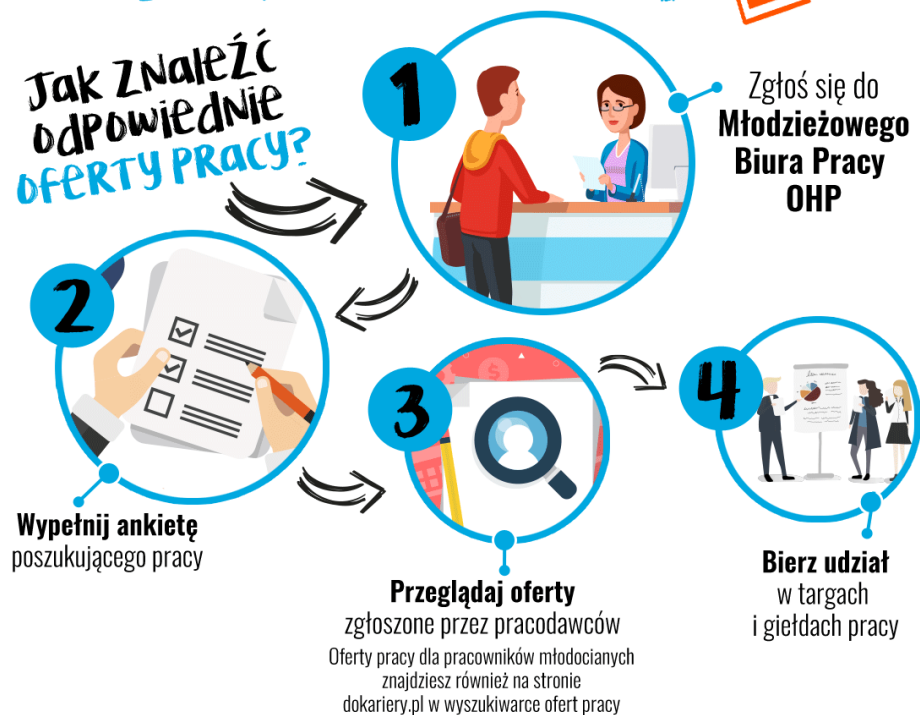 Jak znaleźć
odpowiednie
oferty pracy?
1
Zgłoś się do
Młodzieżowego
Biura Pracy
OHP
2
Wypełnij ankietę
poszukującego pracy
3
Przeglądaj oferty
zgłoszone przez pracodawców
Oferty pracy dla pracowników młodocianych
znajdziesz również na stronie
dokariery.pl w wyszukiwarce ofert pracy
4
Bierz udział
w targach
i giełdach pracy